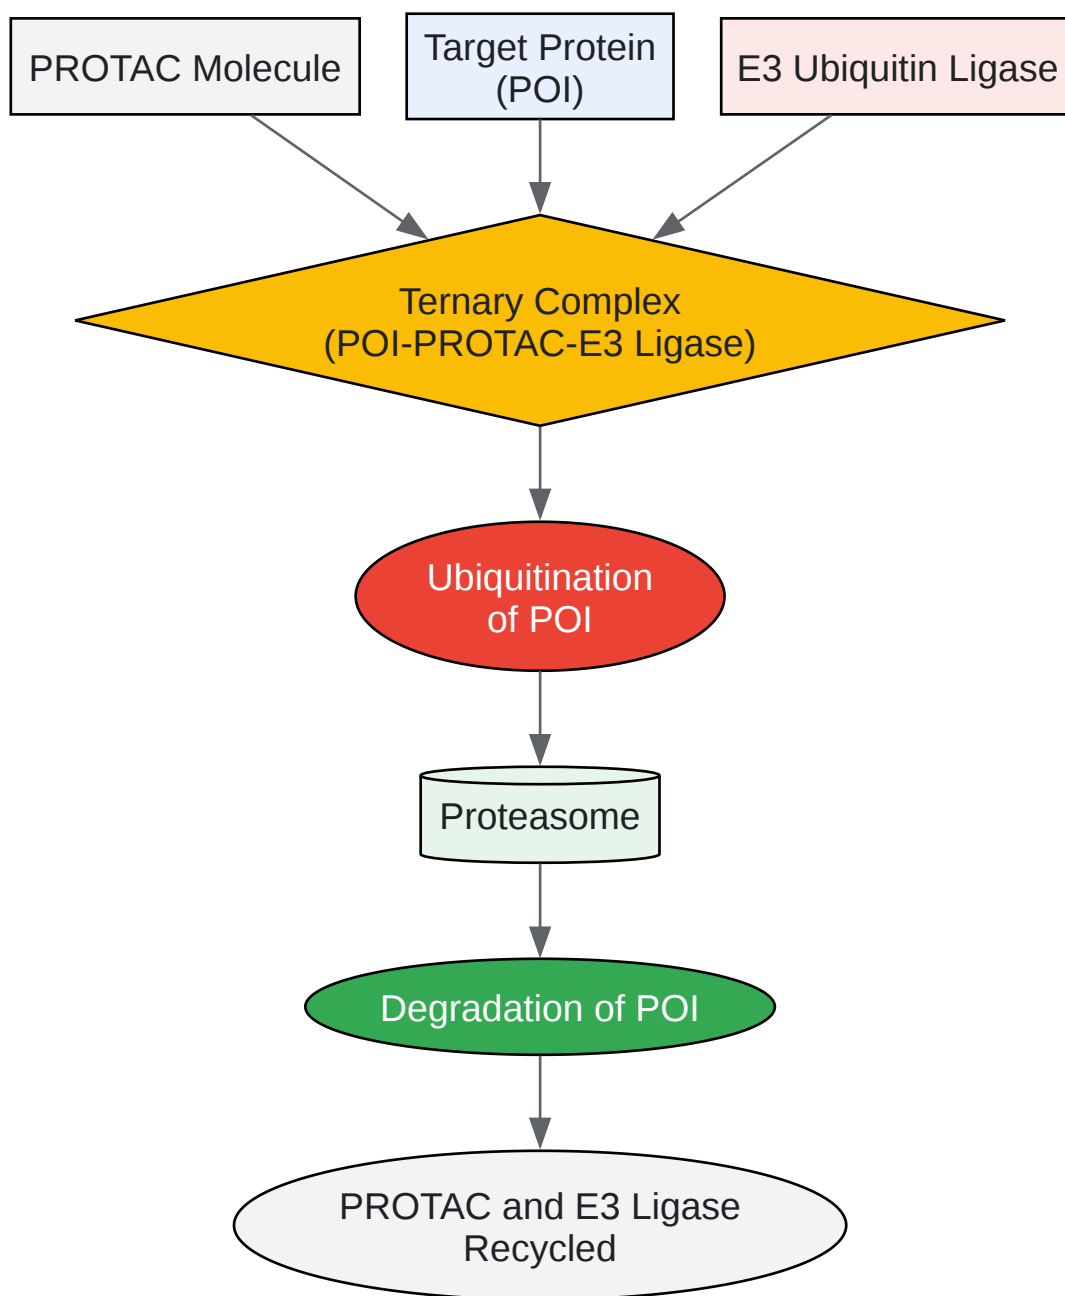 PROTAC Molecule
Target Protein
(POI)
E3 Ubiquitin Ligase
Ternary Complex
(POI-PROTAC-E3 Ligase)
Ubiquitination
of POI
Proteasome
Degradation of POI
PROTAC and E3 Ligase
Recycled